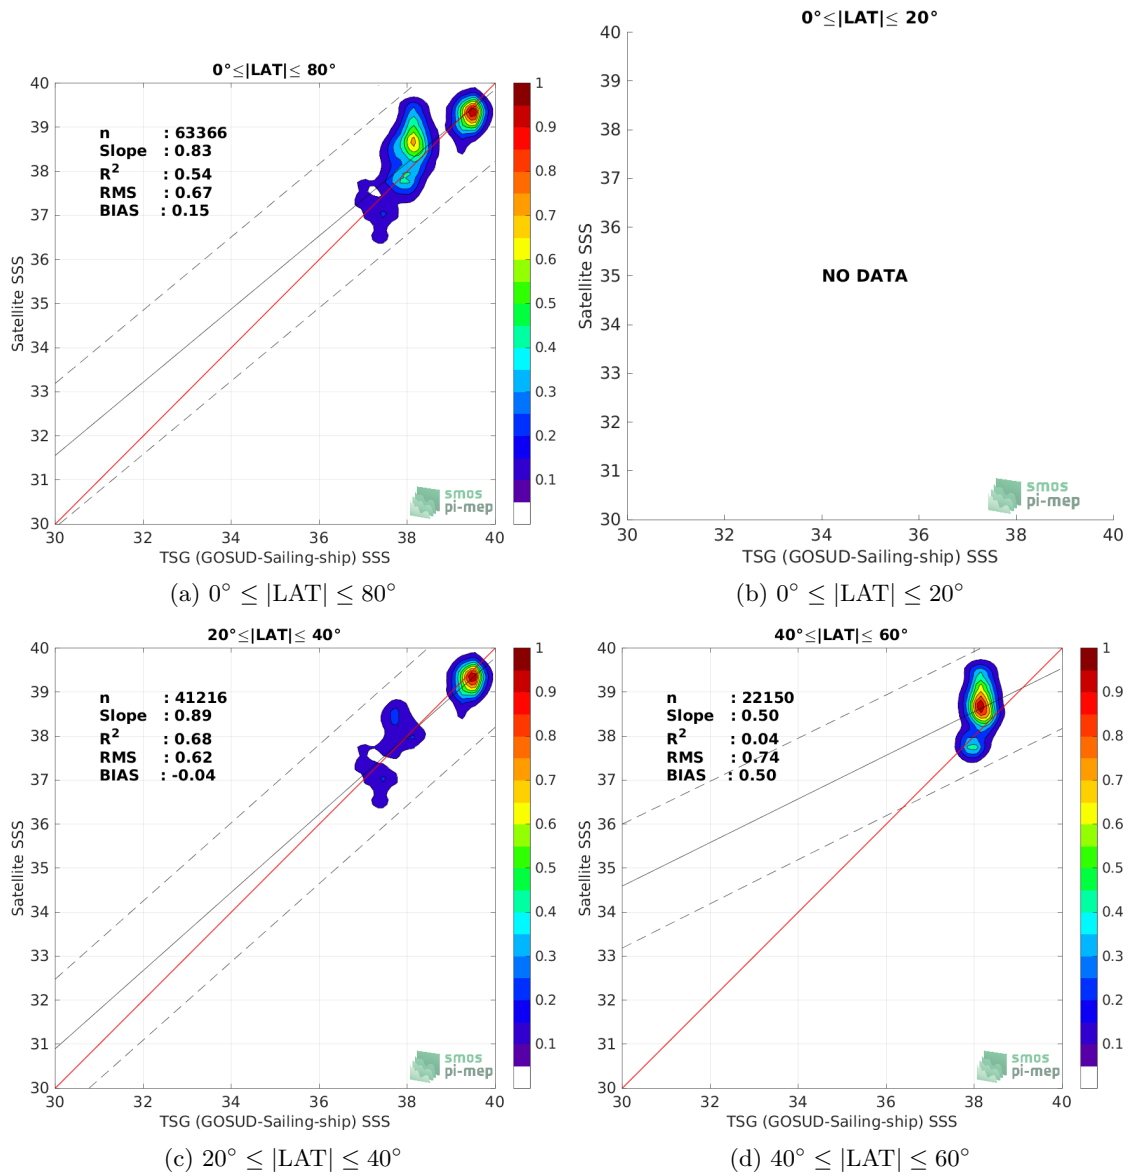 0°≤|LAT|≤ 80°
40
39
38
37
36
35
34
33
32
31
30
Satellite SSS
n : 63366
Slope : 0.83
R² : 0.54
RMS : 0.67
BIAS : 0.15
smos
pi-mep
30 32 34 36 38 40
TSG (GOSUD-Sailing-ship) SSS
1
0.9
0.8
0.7
0.6
0.5
0.4
0.3
0.2
0.1
(a) 0° ≤ |LAT| ≤ 80°
0°≤|LAT|≤ 20°
40
39
38
37
36
35
34
33
32
31
30
Satellite SSS
NO DATA
smos
pi-mep
30 32 34 36 38 40
TSG (GOSUD-Sailing-ship) SSS
(b) 0° ≤ |LAT| ≤ 20°
20°≤|LAT|≤ 40°
40
39
38
37
36
35
34
33
32
31
30
Satellite SSS
n : 41216
Slope : 0.89
R² : 0.68
RMS : 0.62
BIAS : -0.04
smos
pi-mep
30 32 34 36 38 40
TSG (GOSUD-Sailing-ship) SSS
1
0.9
0.8
0.7
0.6
0.5
0.4
0.3
0.2
0.1
(c) 20° ≤ |LAT| ≤ 40°
40°≤|LAT|≤ 60°
40
39
38
37
36
35
34
33
32
31
30
Satellite SSS
n : 22150
Slope : 0.50
R² : 0.04
RMS : 0.74
BIAS : 0.50
smos
pi-mep
30 32 34 36 38 40
TSG (GOSUD-Sailing-ship) SSS
1
0.9
0.8
0.7
0.6
0.5
0.4
0.3
0.2
0.1
(d) 40° ≤ |LAT| ≤ 60°